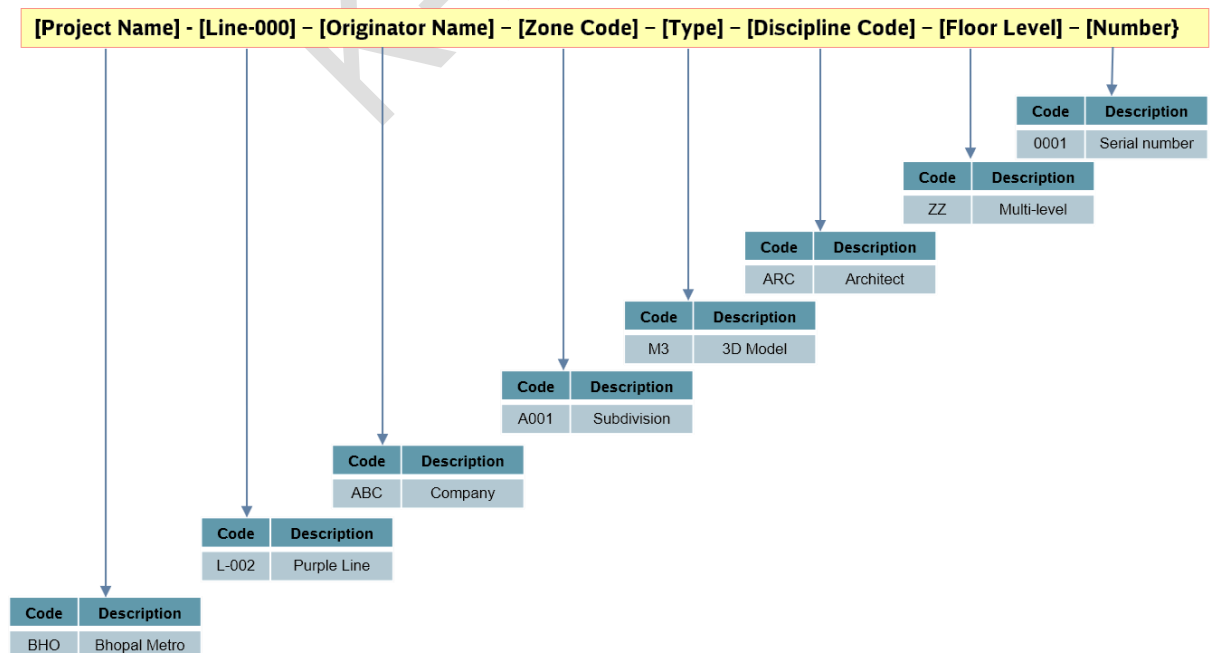 [Project Name] - [Line-000] – [Originator Name] – [Zone Code] – [Type] – [Discipline Code] – [Floor Level] – [Number}
Code Description
0001 Serial number
Code Description
ZZ Multi-level
Code Description
ARC Architect
Code Description
M3 3D Model
Code Description
A001 Subdivision
Code Description
ABC Company
Code Description
L-002 Purple Line
Code Description
BHO Bhopal Metro